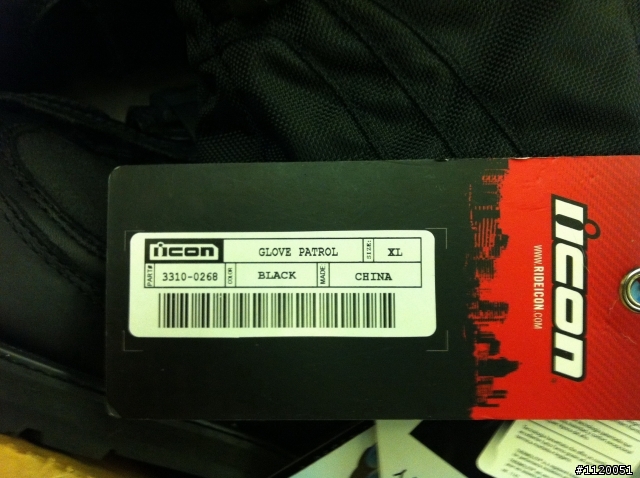 icon GLOVE PATROL SIZE: XL
PART# 3310-0268 COLOR BLACK MADE CHINA
icon
WWW.RIDEICON.COM
#1120051